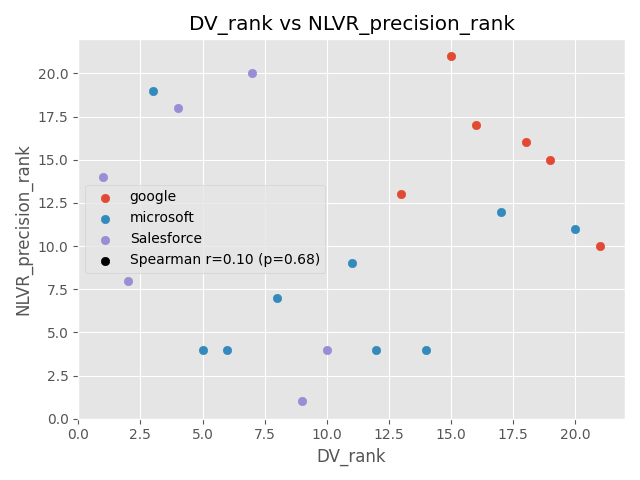 DV_rank vs NLVR_precision_rank
NLVR_precision_rank
20.0
17.5
15.0
12.5
10.0
7.5
5.0
2.5
0.0
google
microsoft
Salesforce
Spearman r=0.10 (p=0.68)
0.0 2.5 5.0 7.5 10.0 12.5 15.0 17.5 20.0
DV_rank